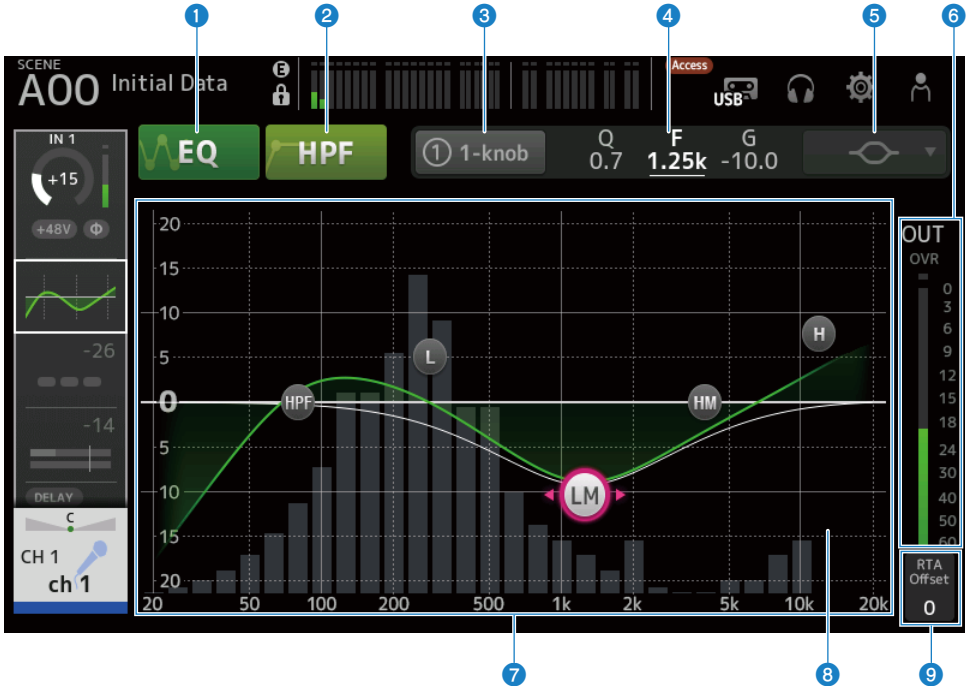 1 2 3 4 5 6
SCENE
A00 Initial Data
E
Access
USB
IN 1
+15
+48V Φ
-26
-14
DELAY
C
CH 1
ch 1
EQ
HPF
1 1-knob
Q F G
0.7 1.25k -10.0
20
15
10
5
0
5
10
15
20
HPF
L
LM
HM
H
20 50 100 200 500 1k 2k 5k 10k 20k
OUT
OVR
0
3
6
9
12
15
18
24
30
40
50
60
RTA
Offset
0
7 8 9